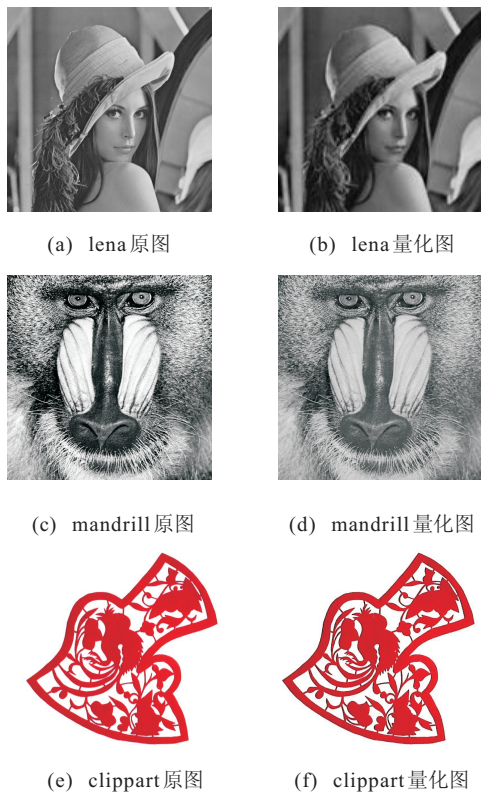 (a) lena原图
(b) lena量化图
(c) mandrill原图
(d) mandrill量化图
(e) clippart原图
(f) clippart量化图